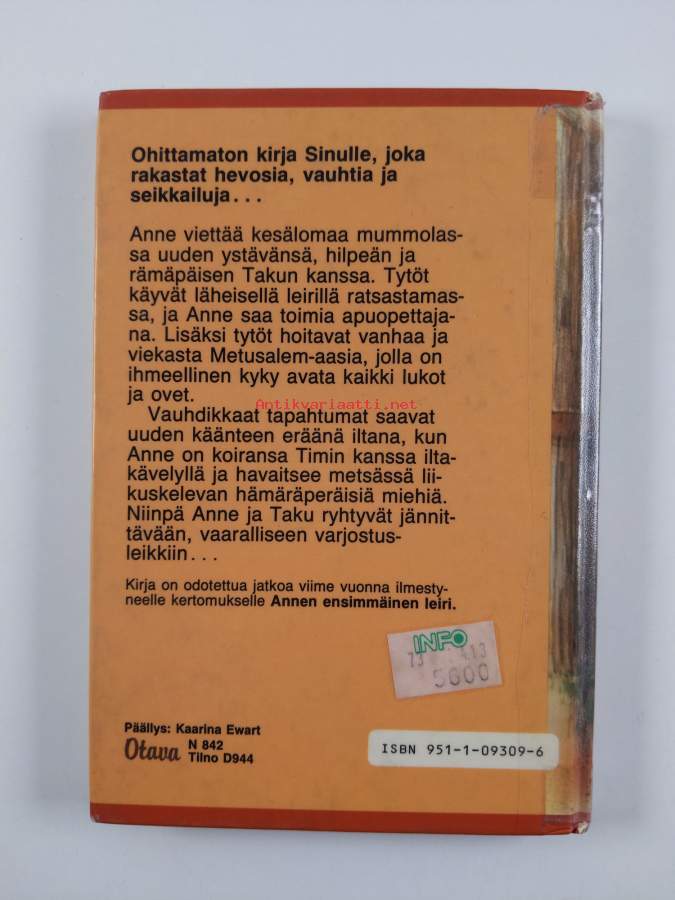 Ohittamaton kirja Sinulle, joka
rakastat hevosia, vauhtia ja
seikkailuja...
Anne viettää kesälomaa mummolas-
sa uuden ystävänsä, hilpeän ja
rämäpäisen Takun kanssa. Tytöt
käyvät läheisellä leirillä ratsastamas-
sa, ja Anne saa toimia apuopettaja-
na. Lisäksi tytöt hoitavat vanhaa ja
viekasta Metusalem-aasia, jolla on
ihmeellinen kyky avata kaikki lukot
ja ovet.
Antikvariaatti.net
Vauhdikkaat tapahtumat saavat
uuden käänteen eräänä iltana, kun
Anne on koiransa Timin kanssa ilta-
kävelyllä ja havaitsee metsässä lii-
kuskelevan hämäräperäisiä miehiä.
Niinpä Anne ja Taku ryhtyvät jännit-
tävään, vaaralliseen varjostus-
leikkiin...
Kirja on odotettua jatkoa viime vuonna ilmesty-
neelle kertomukselle Annen ensimmäinen leiri.
INFO
5600
Päällys: Kaarina Ewart
Otava N 842
Tilno D944
ISBN 951-1-09309-6